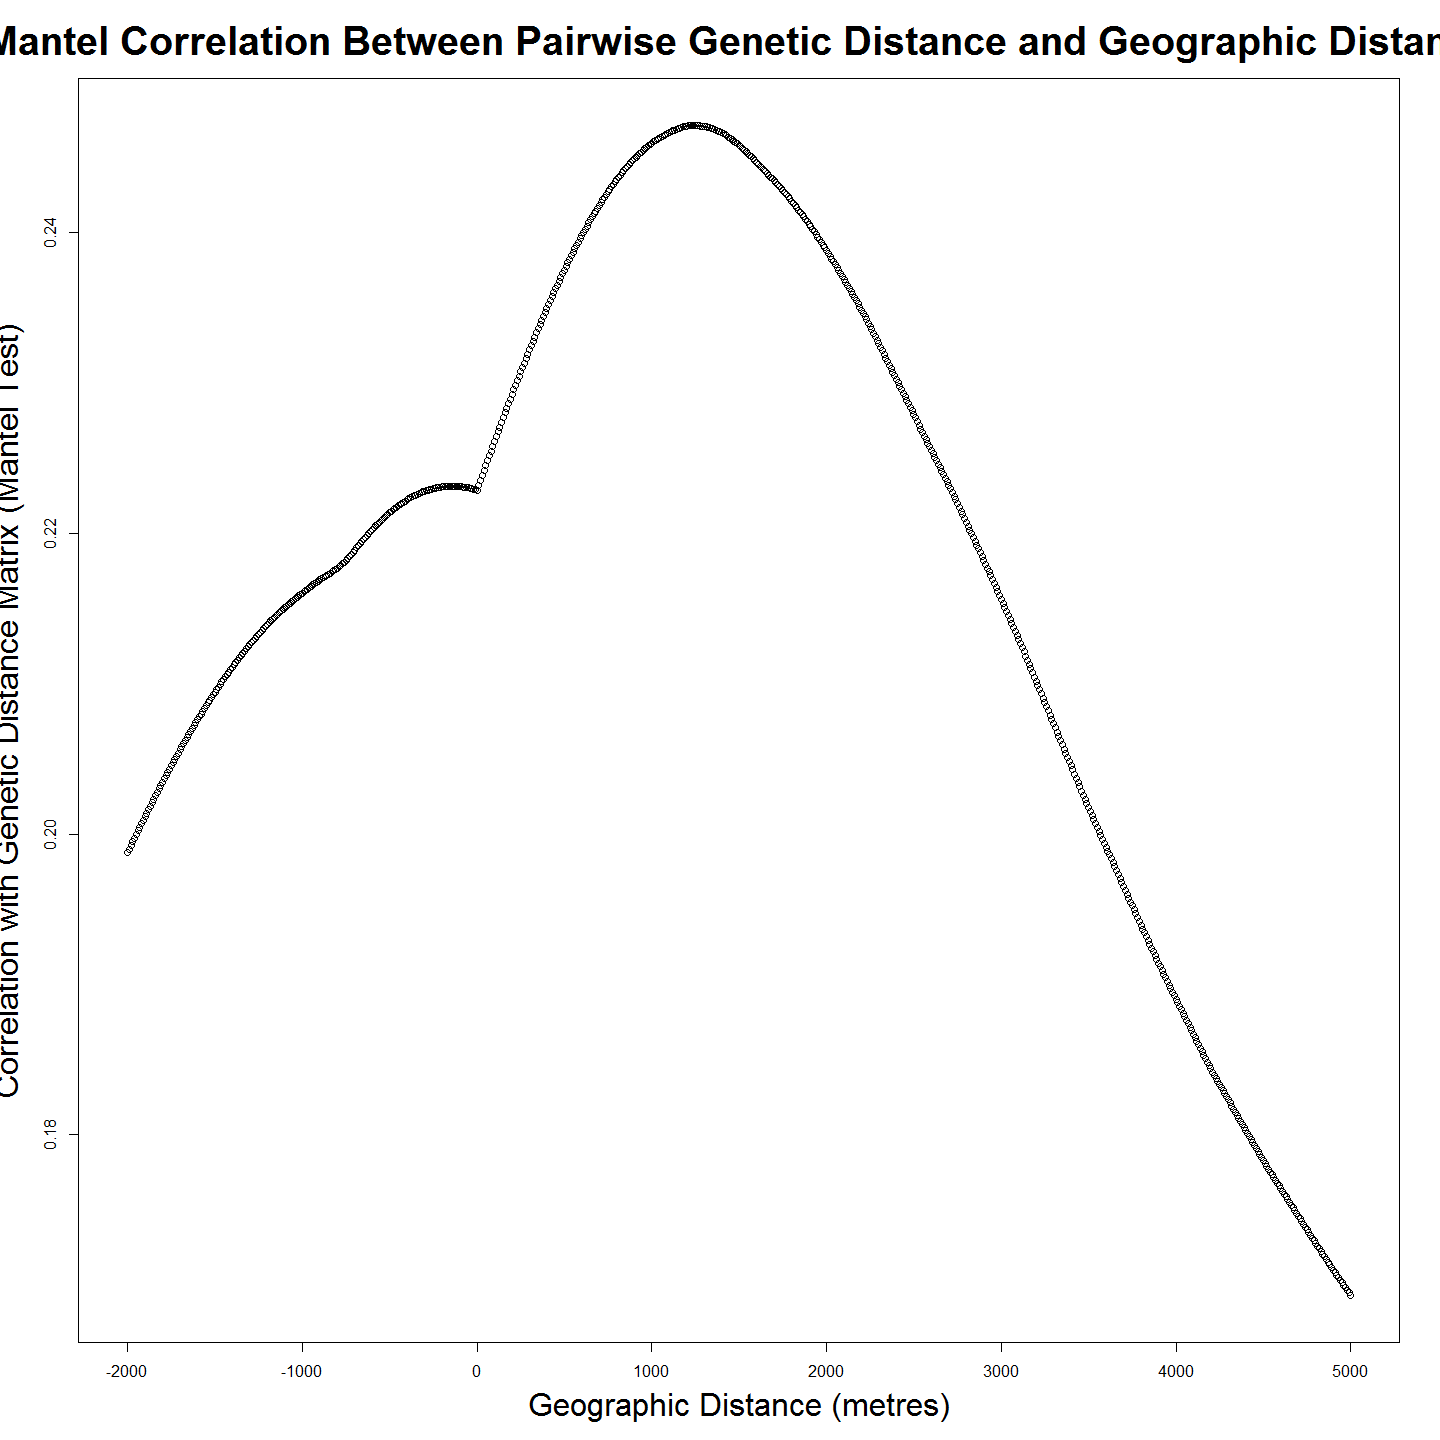 Mantel Correlation Between Pairwise Genetic Distance and Geographic Distan
Correlation with Genetic Distance Matrix (Mantel Test)
0.24
0.22
0.20
0.18
-2000 -1000 0 1000 2000 3000 4000 5000
Geographic Distance (metres)